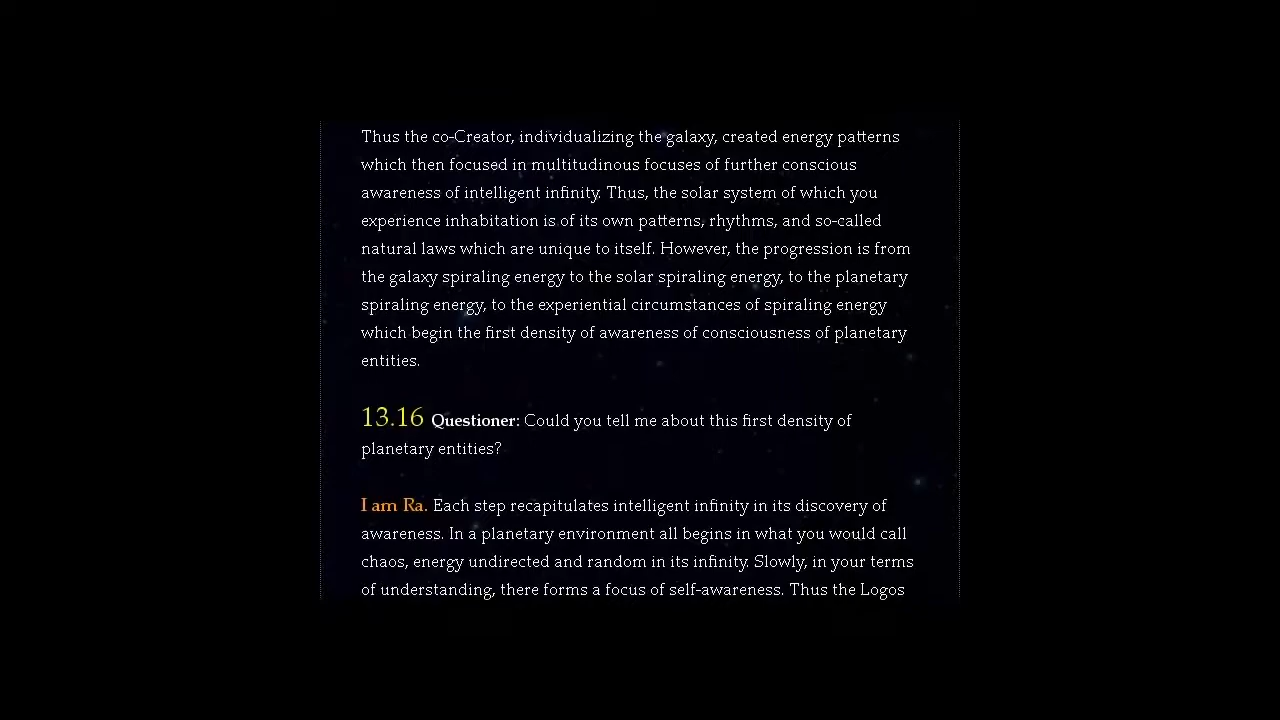 Thus the co-Creator, individualizing the galaxy, created energy patterns
which then focused in multitudinous focuses of further conscious
awareness of intelligent infinity. Thus, the solar system of which you
experience inhabitation is of its own patterns, rhythms, and so-called
natural laws which are unique to itself. However, the progression is from
the galaxy spiraling energy to the solar spiraling energy, to the planetary
spiraling energy, to the experiential circumstances of spiraling energy
which begin the first density of awareness of consciousness of planetary
entities.
13.16 Questioner: Could you tell me about this first density of
planetary entities?
I am Ra. Each step recapitulates intelligent infinity in its discovery of
awareness. In a planetary environment all begins in what you would call
chaos, energy undirected and random in its infinity. Slowly, in your terms
of understanding, there forms a focus of self-awareness. Thus the Logos